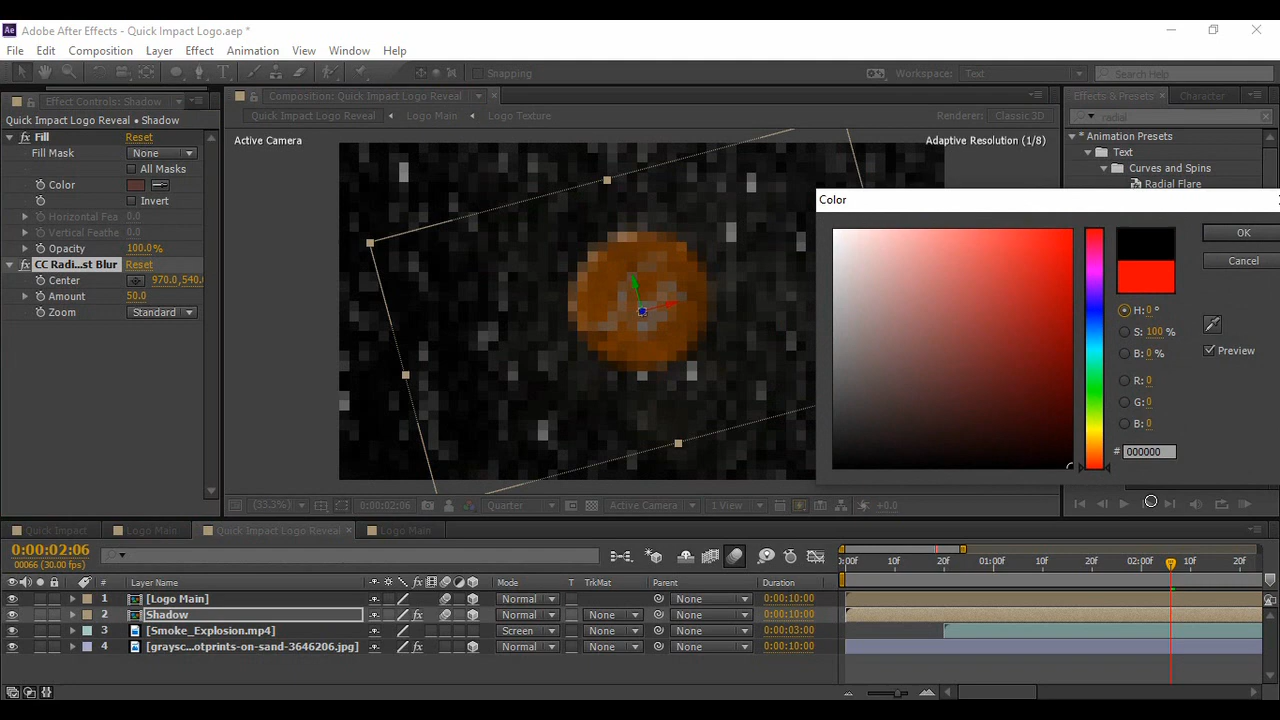 Adobe After Effects - Quick Impact Logo.aep *
File Edit Composition Layer Effect Animation View Window Help
Snapping Workspace: Text Search Help
Effect Controls: Shadow
Composition: Quick Impact Logo Reveal
Effects & Presets Character
Quick Impact Logo Reveal • Shadow
Quick Impact Logo Reveal Logo Main Logo Texture Renderer: Classic 3D
radial
fx Fill Reset
Active Camera
Adaptive Resolution (1/8)
* Animation Presets
Fill Mask None
Text
All Masks
Curves and Spins
Color
Radial Flare
Invert
Color
Horizontal Fea 0.0
Vertical Feathe 0.0
Opacity 100.0%
fx CC Radi...st Blur Reset
Center 970.0,540.
Amount 50.0
Zoom Standard
OK
Cancel
H: 0 °
S: 100 %
B: 0 %
Preview
R: 0
G: 0
B: 0
# 000000
(33.3%) 0:00:02:06 Quarter Active Camera 1 View +0.0
Quick Impact Logo Main Quick Impact Logo Reveal Logo Main
0:00:02:06
00066 (30.00 fps)
:00f 10f 20f 01:00f 10f 20f 02:00f 10f 20f
# Layer Name Mode T TrkMat Parent Duration
1 [Logo Main] Normal None 0:00:10:00
2 Shadow fx Normal None None 0:00:10:00
3 [Smoke_Explosion.mp4] Screen None None 0:00:03:00
4 [graysc...otprints-on-sand-3646206.jpg] fx Normal None None 0:00:10:00